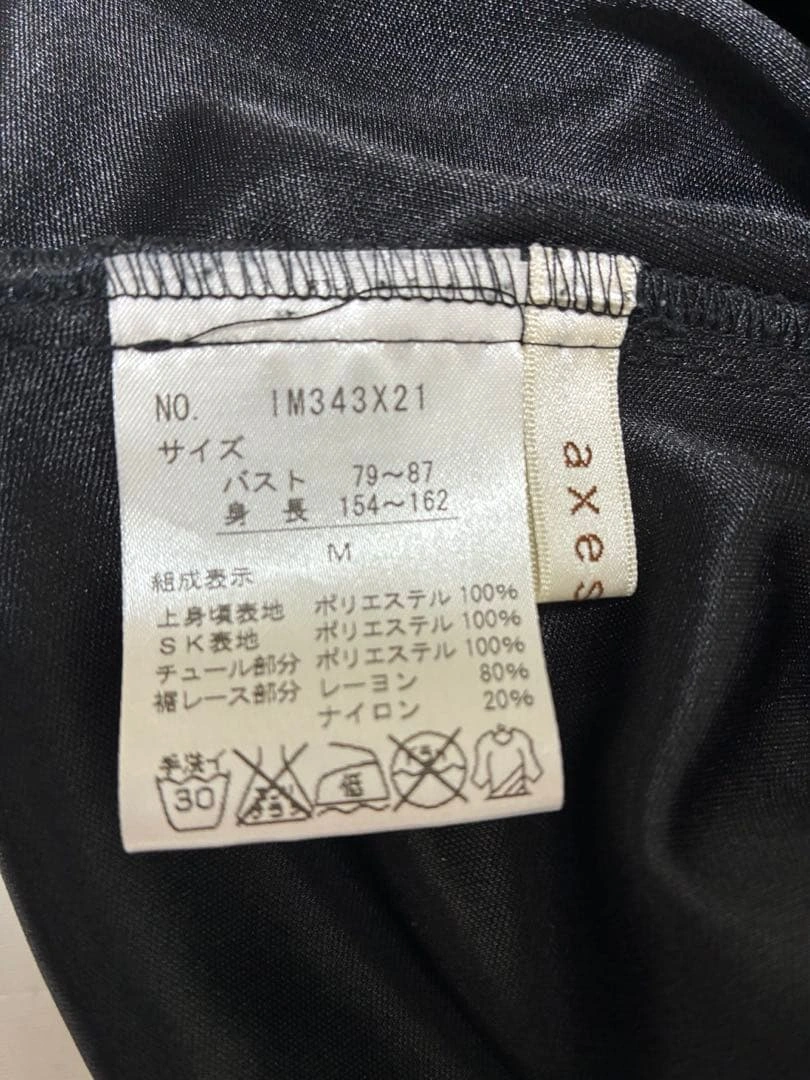 NO. IM343X21
サイズ
バスト 79～87
身長 154～162
M
組成表示
上身頃表地 ポリエステル 100%
SK表地 ポリエステル 100%
チュール部分 ポリエステル 100%
裾レース部分 レーヨン 80%
ナイロン 20%
手洗イ
30
低
axes